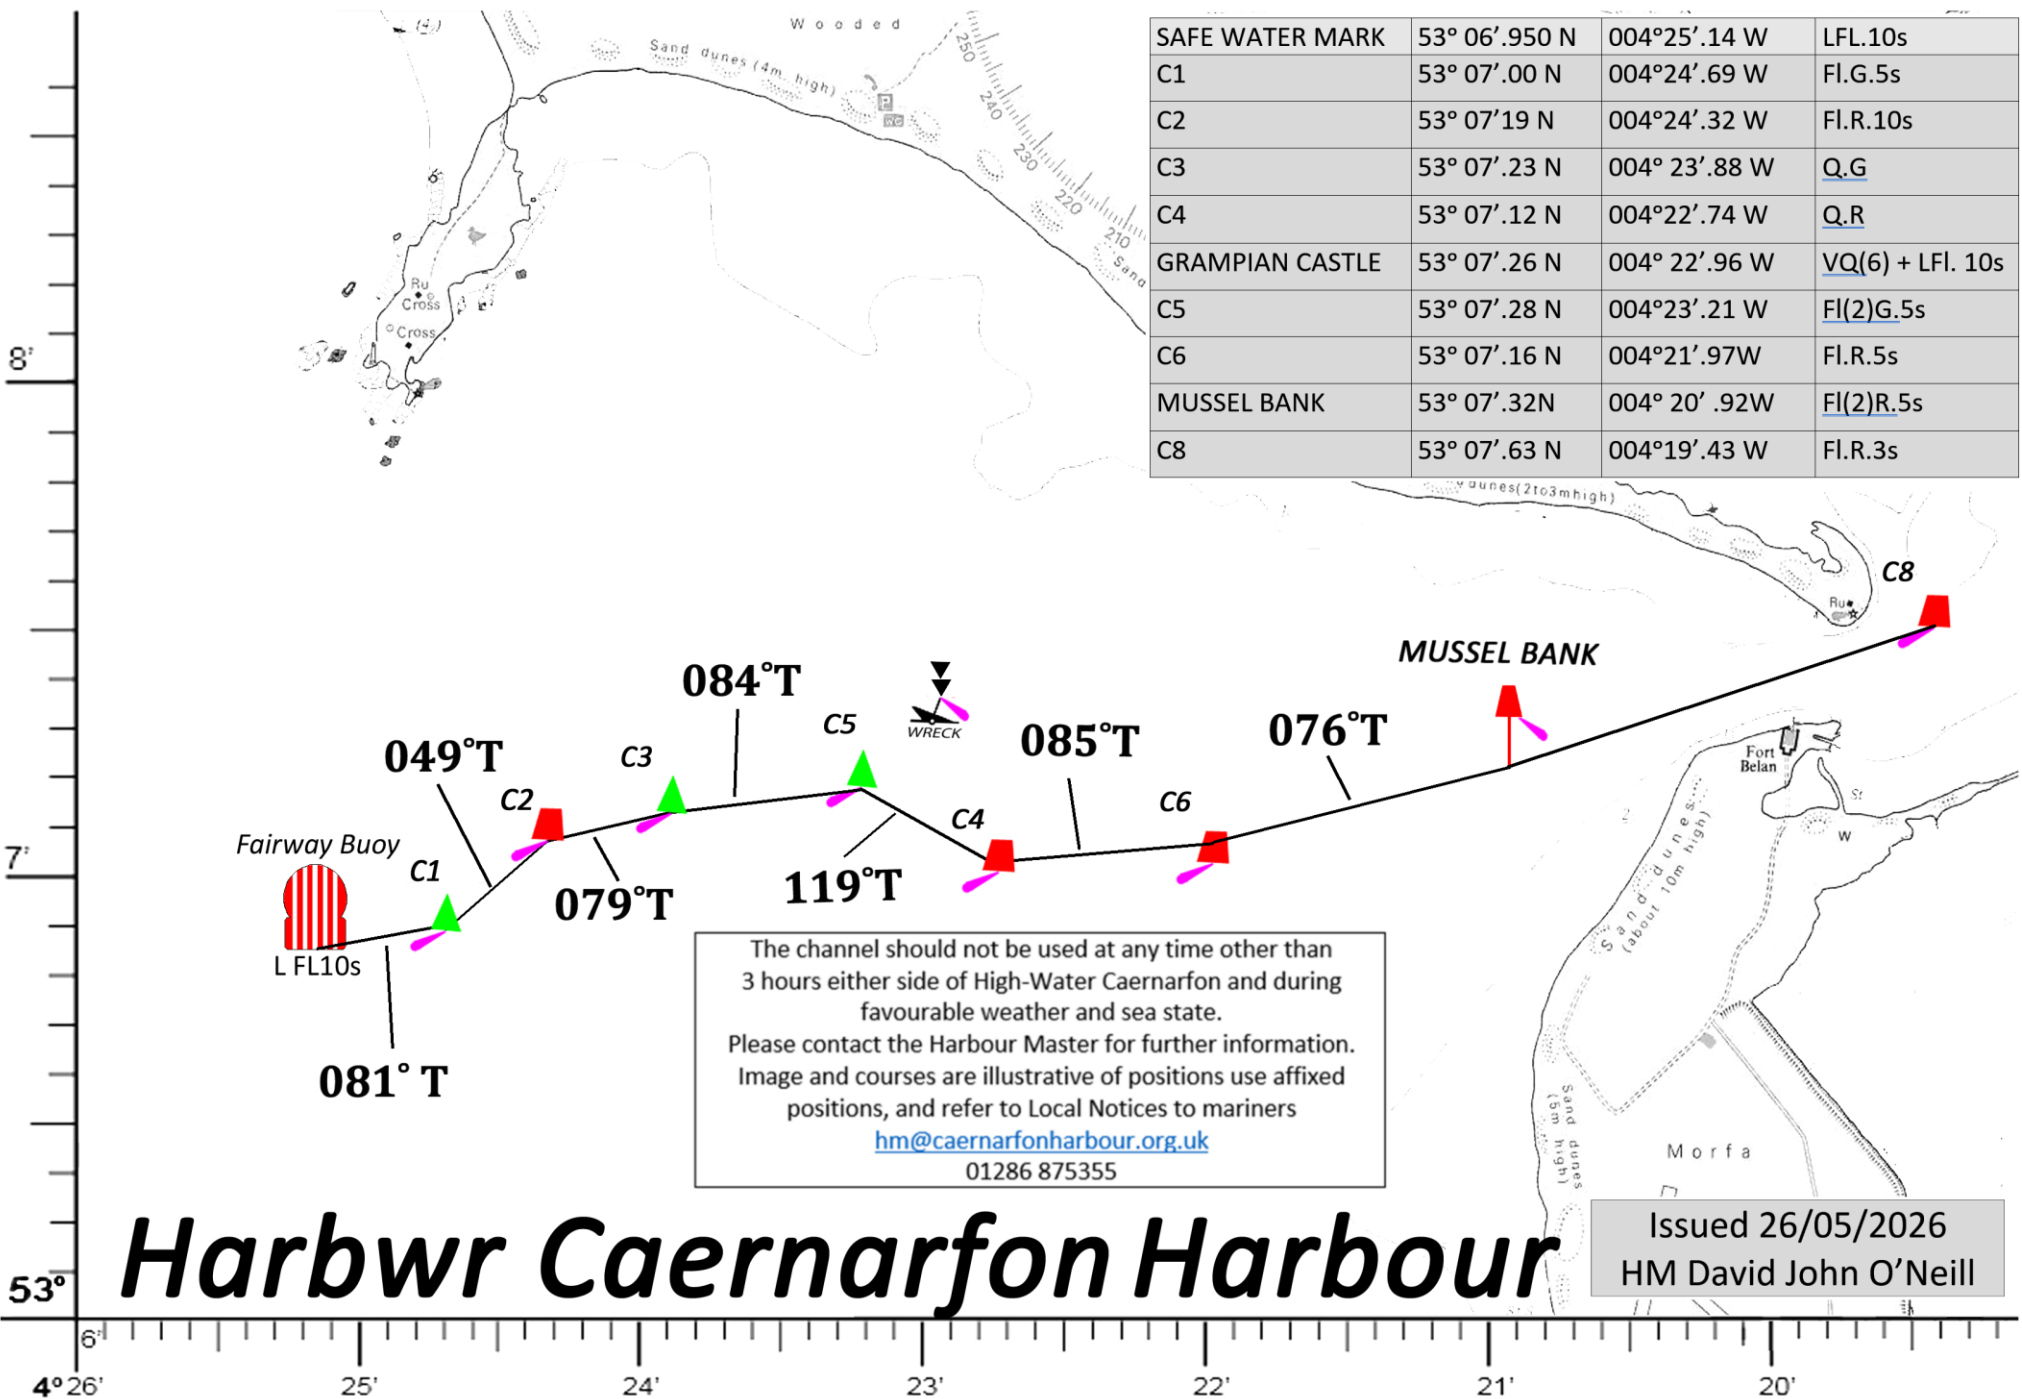 (4)
Wooded
Sand dunes (4m. high)
250
240
230
220
210
Sand
SAFE WATER MARK 53° 06’.950 N 004°25’.14 W LFL.10s
C1 53° 07’.00 N 004°24’.69 W Fl.G.5s
C2 53° 07’19 N 004°24’.32 W Fl.R.10s
C3 53° 07’.23 N 004° 23’.88 W Q.G
C4 53° 07’.12 N 004°22’.74 W Q.R
GRAMPIAN CASTLE 53° 07’.26 N 004° 22’.96 W VQ(6) + LFl. 10s
C5 53° 07’.28 N 004°23’.21 W Fl(2)G.5s
C6 53° 07’.16 N 004°21’.97W Fl.R.5s
MUSSEL BANK 53° 07’.32N 004° 20’ .92W Fl(2)R.5s
C8 53° 07’.63 N 004°19’.43 W Fl.R.3s
P
WC
Ru
Cross
Cross
8'
dunes(2to3mhigh)
C8
Ru
MUSSEL BANK
084°T
C5
WRECK
085°T
076°T
049°T
C3
C2
C4
C6
Fort
Belan
St
W
2
Fairway Buoy
C1
7'
079°T
119°T
L FL10s
081° T
Sand dunes
(about 10m high)
The channel should not be used at any time other than
3 hours either side of High-Water Caernarfon and during
favourable weather and sea state.
Please contact the Harbour Master for further information.
Image and courses are illustrative of positions use affixed
positions, and refer to Local Notices to mariners
hm@caernarfonharbour.org.uk
01286 875355
Sand dunes
(5m high)
Morfa
Harbwr Caernarfon Harbour
Issued 26/05/2026
HM David John O’Neill
53°
6'
4° 26' 25' 24' 23' 22' 21' 20'